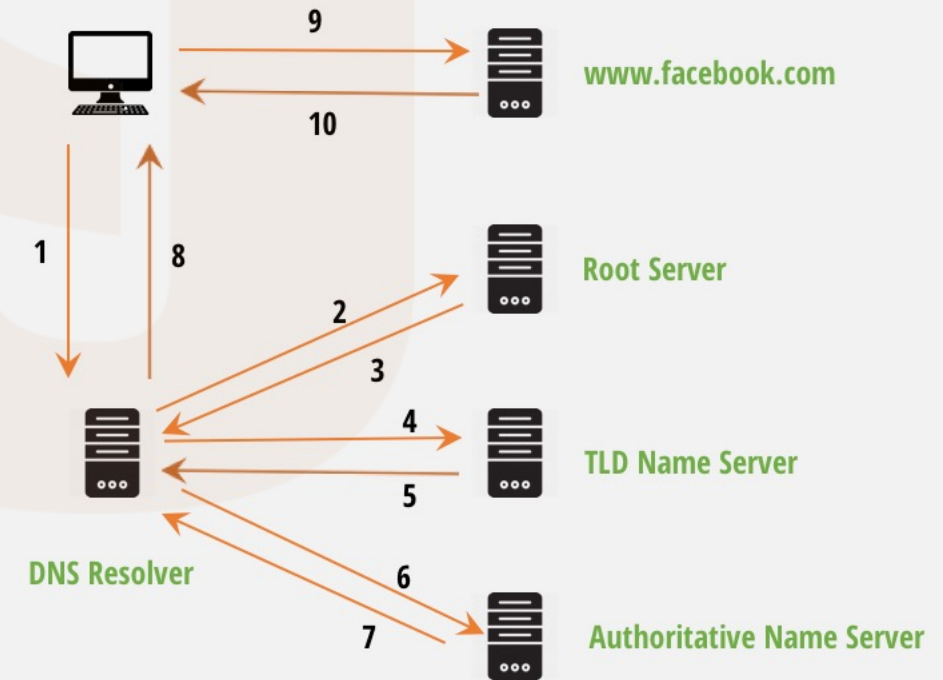 9
www.facebook.com
10
1
8
Root Server
2
3
4
TLD Name Server
5
DNS Resolver
6
7
Authoritative Name Server